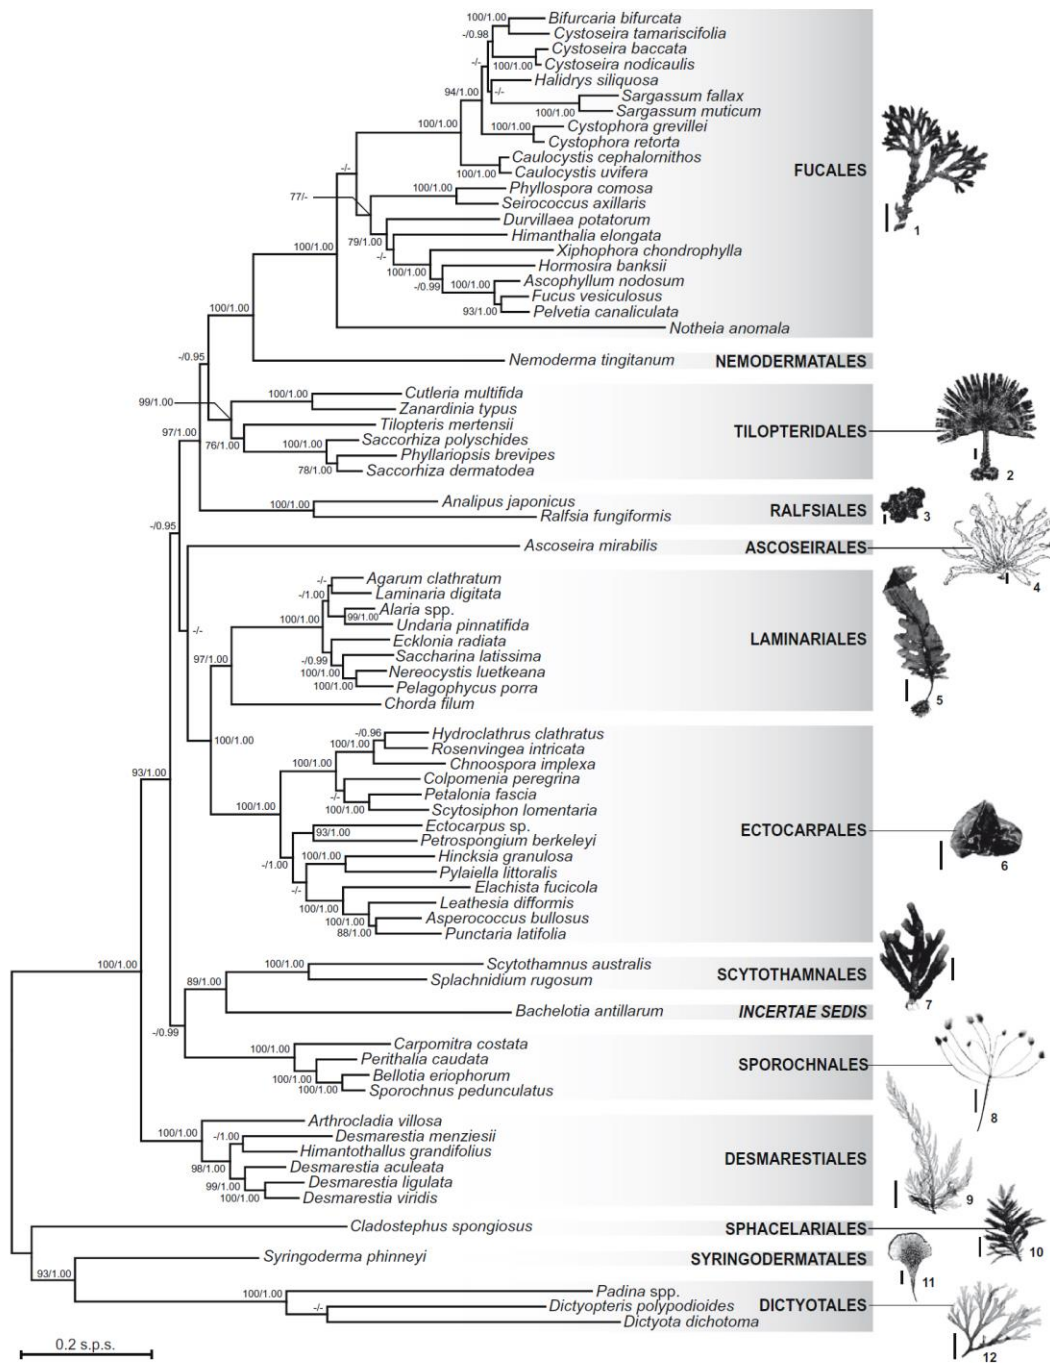 100/1.00 Bifurcaria bifurcata
-/0.98 Cystoseira tamariscifolia
Cystoseira baccata
100/1.00 Cystoseira nodicaulis
-/- Halidrys siliquosa
-/- Sargassum fallax
94/1.00 100/1.00 Sargassum muticum
100/1.00 Cystophora grevillei
100/1.00 Cystophora retorta
Caulocystis cephalornithos
100/1.00 Caulocystis uvifera
FUCALES
1
-/- 100/1.00 Phyllospora comosa
77/- Seirococcus axillaris
Durvillaea potatorum
79/1.00 Himanthalia elongata
-/- Xiphophora chondrophylla
100/1.00 100/1.00 Hormosira banksii
-/0.99 100/1.00 Ascophyllum nodosum
Fucus vesiculosus
93/1.00 Pelvetia canaliculata
Notheia anomala
100/1.00
Nemoderma tingitanum NEMODERMATALES
-/0.95
99/1.00 100/1.00 Cutleria multifida
Zanardinia typus
Tilopteris mertensii
76/1.00 100/1.00 Saccorhiza polyschides
Phyllariopsis brevipes
78/1.00 Saccorhiza dermatodea
TILOPTERIDALES
2
97/1.00
100/1.00 Analipus japonicus
Ralfsia fungiformis
RALFSIALES
3
-/0.95
Ascoseira mirabilis ASCOSEIRALES
4
-/-
-/- Agarum clathratum
-/1.00 Laminaria digitata
Alaria spp.
100/1.00 99/1.00 Undaria pinnatifida
Ecklonia radiata
-/0.99 Saccharina latissima
100/1.00 Nereocystis luetkeana
100/1.00 Pelagophycus porra
97/1.00 Chorda filum
LAMINARIALES
5
100/1.00
-/0.96 Hydroclathrus clathratus
100/1.00 Rosenvingea intricata
Chnoospora implexa
100/1.00 Colpomenia peregrina
-/- Petalonia fascia
100/1.00 Scytosiphon lomentaria
100/1.00 Ectocarpus sp.
93/1.00 Petrospongium berkeleyi
-/1.00 100/1.00 Hincksia granulosa
Pylaiella littoralis
-/- Elachista fucicola
100/1.00 Leathesia difformis
100/1.00 Asperococcus bullosus
88/1.00 Punctaria latifolia
ECTOCARPALES
6
93/1.00
100/1.00 Scytothamnus australis
89/1.00 Splachnidium rugosum
SCYTOTHAMNALES
7
Bachelotia antillarum INCERTAE SEDIS
-/0.99
100/1.00 Carpomitra costata
Perithalia caudata
100/1.00 Bellotia eriophorum
100/1.00 Sporochnus pedunculatus
SPOROCHNALES
8
100/1.00
100/1.00 Arthrocladia villosa
-/1.00 Desmarestia menziesii
Himantothallus grandifolius
98/1.00 Desmarestia aculeata
99/1.00 Desmarestia ligulata
100/1.00 Desmarestia viridis
DESMARESTIALES
9
Cladostephus spongiosus SPHACELARIALES
10
Syringoderma phinneyi SYRINGODERMATALES
11
93/1.00
100/1.00 Padina spp.
-/- Dictyopteris polypodioides
Dictyota dichotoma
DICTYOTALES
12
0.2 s.p.s.